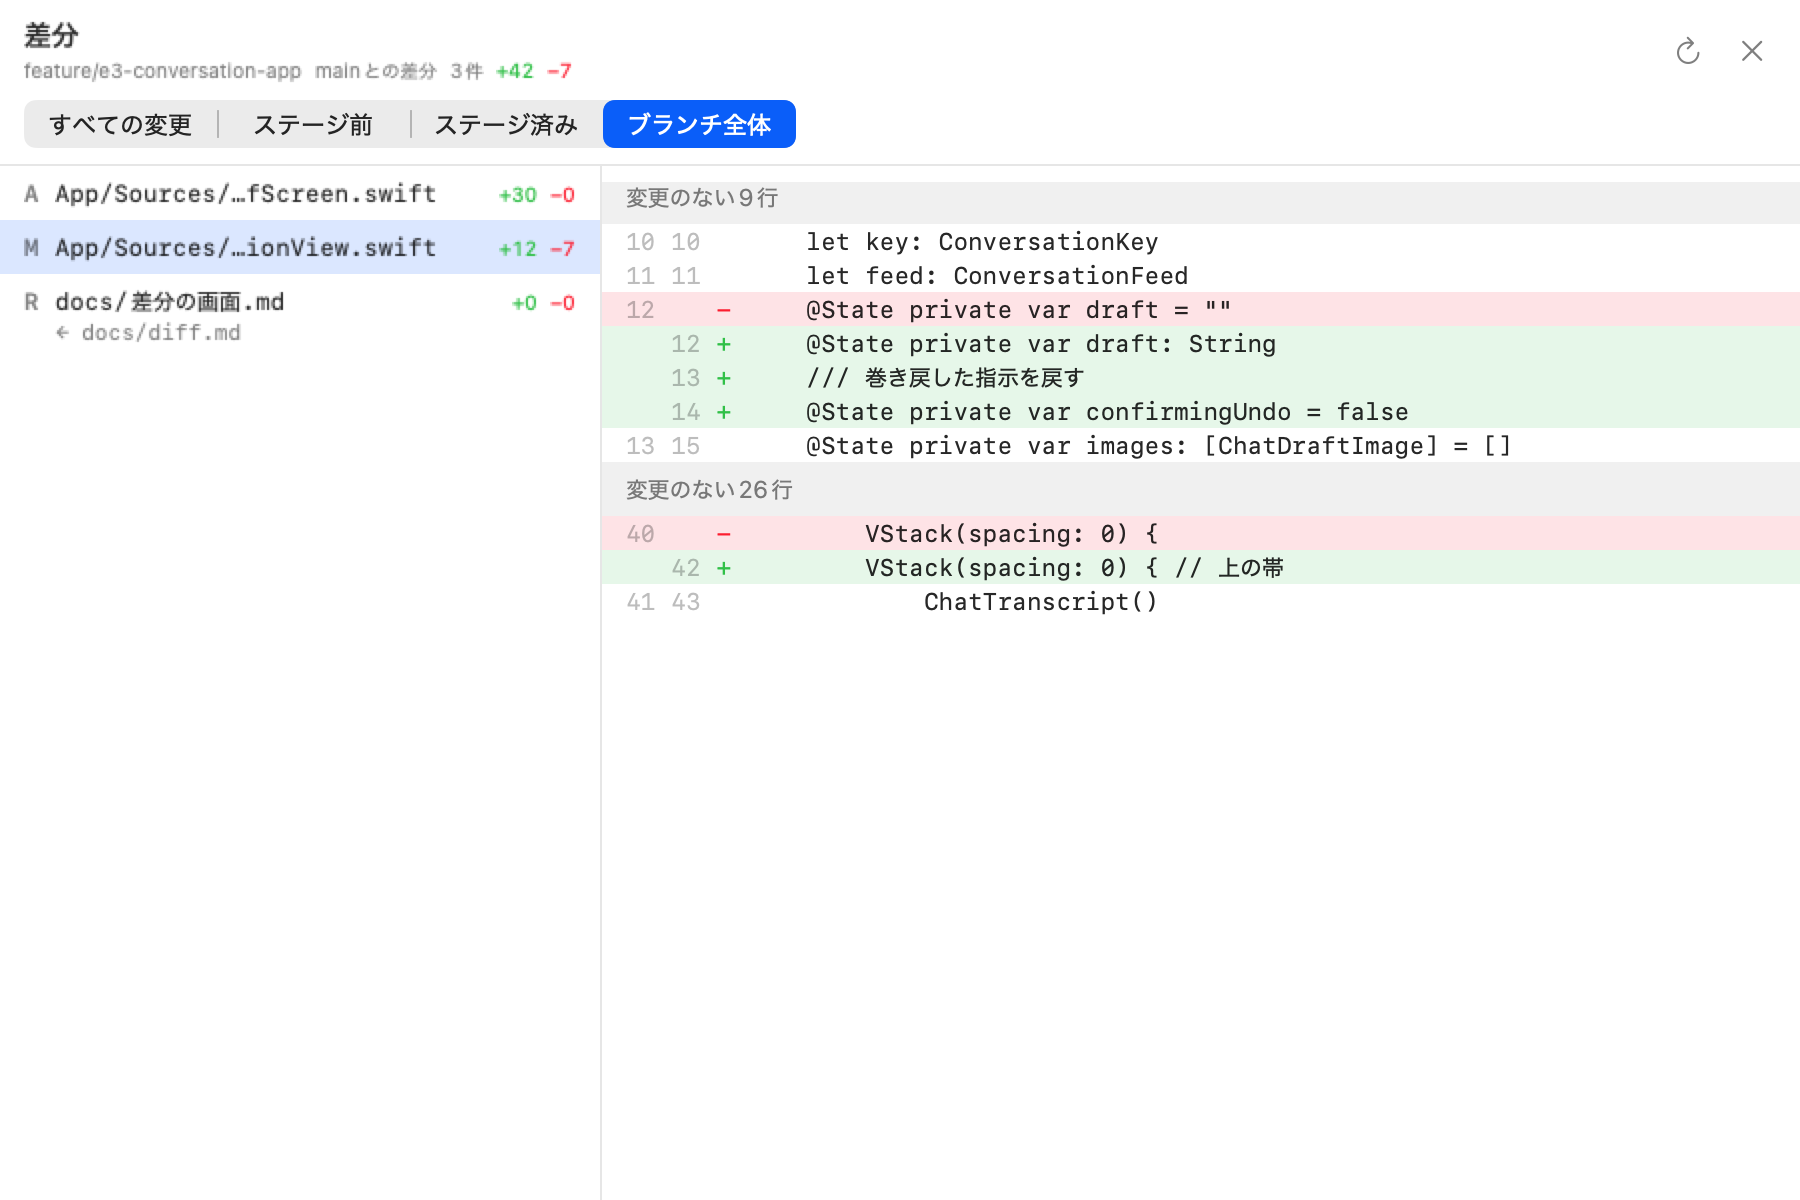 差分
feature/e3-conversation-app mainとの差分 3件 +42 −7
すべての変更 ステージ前 ステージ済み ブランチ全体
A App/Sources/…fScreen.swift +30 −0
M App/Sources/…ionView.swift +12 −7
R docs/差分の画面.md +0 −0
← docs/diff.md
変更のない9行
10 10 let key: ConversationKey
11 11 let feed: ConversationFeed
12 − @State private var draft = ""
12 + @State private var draft: String
13 + /// 巻き戻した指示を戻す
14 + @State private var confirmingUndo = false
13 15 @State private var images: [ChatDraftImage] = []
変更のない26行
40 − VStack(spacing: 0) {
42 + VStack(spacing: 0) { // 上の帯
41 43 ChatTranscript()